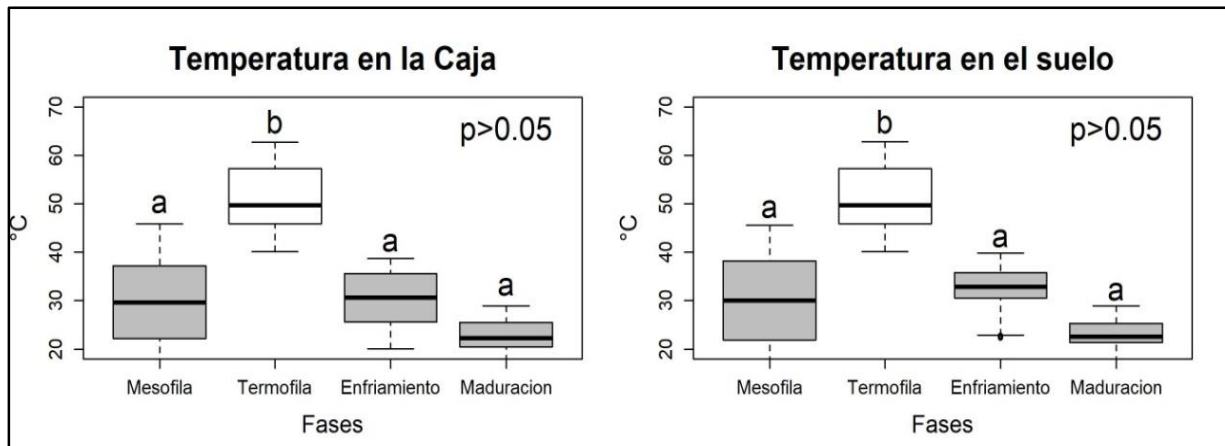 Temperatura en la Caja
70
60
50
40
30
20
°C
a
b
a
a
p>0.05
Mesofila Termofila Enfriamiento Maduracion
Fases
Temperatura en el suelo
70
60
50
40
30
20
°C
a
b
a
a
p>0.05
Mesofila Termofila Enfriamiento Maduracion
Fases